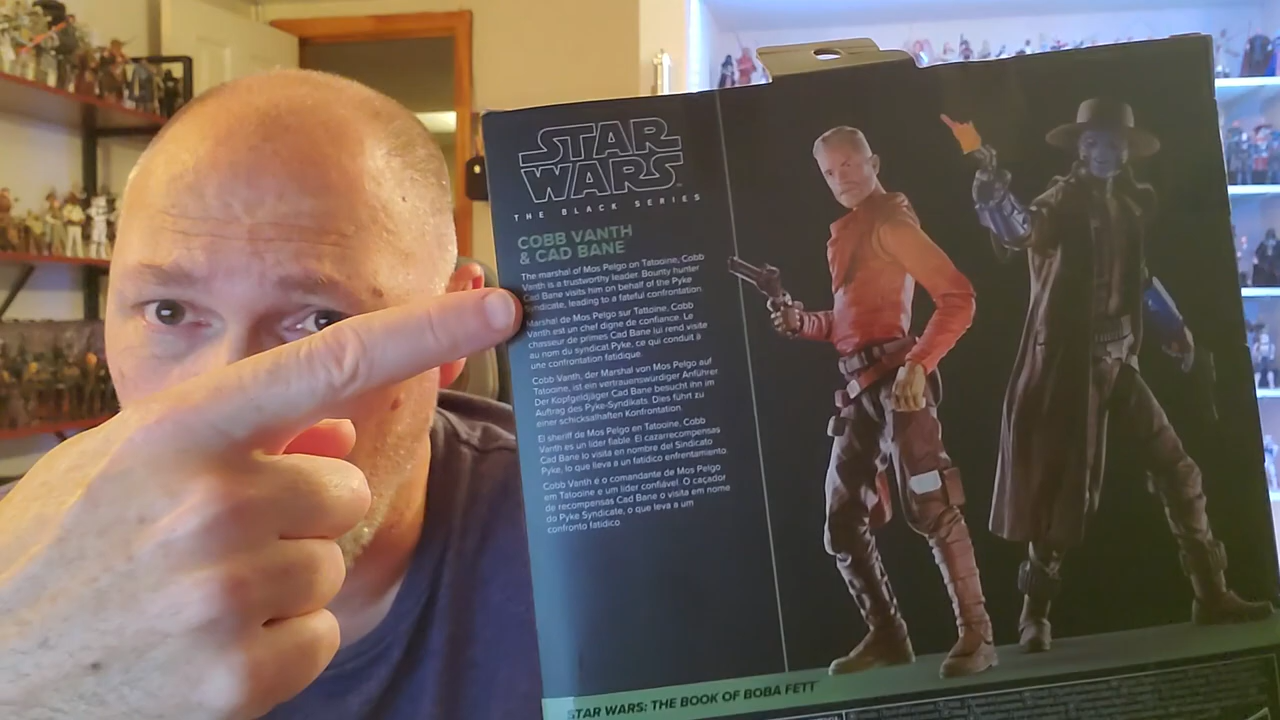 STAR
WARS
THE BLACK SERIES
COBB VANTH
& CAD BANE
The marshal of Mos Pelgo on Tatooine, Cobb
Vanth is a trustworthy leader. Bounty hunter
Cad Bane visits him on behalf of the Pyke
Syndicate, leading to a fateful confrontation.
Marshal de Mos Pelgo sur Tattoine, Cobb
Vanth est un chef digne de confiance. Le
chasseur de primes Cad Bane lui rend visite
au nom du syndicat Pyke, ce qui conduit à
une confrontation fatidique.
Cobb Vanth, der Marshal von Mos Pelgo auf
Tatooine, ist ein vertrauenswürdiger Anführer
Der Kopfgeldjäger Cad Bane besucht ihn im
Auftrag des Pyke-Syndikats. Dies führt zu
einer schicksalhaften Konfrontation.
El sheriff de Mos Pelgo en Tatooine, Cobb
Vanth es un líder fiable. El cazarrecompensas
Cad Bane lo visita en nombre del Sindicato
Pyke, lo que lleva a un fatídico enfrentamiento.
Cobb Vanth é o comandante de Mos Pelgo
em Tatooine e um líder confiável. O caçador
de recompensas Cad Bane o visita em nome
do Pyke Syndicate, o que leva a um
confronto fatídico
STAR WARS: THE BOOK OF BOBA FETT